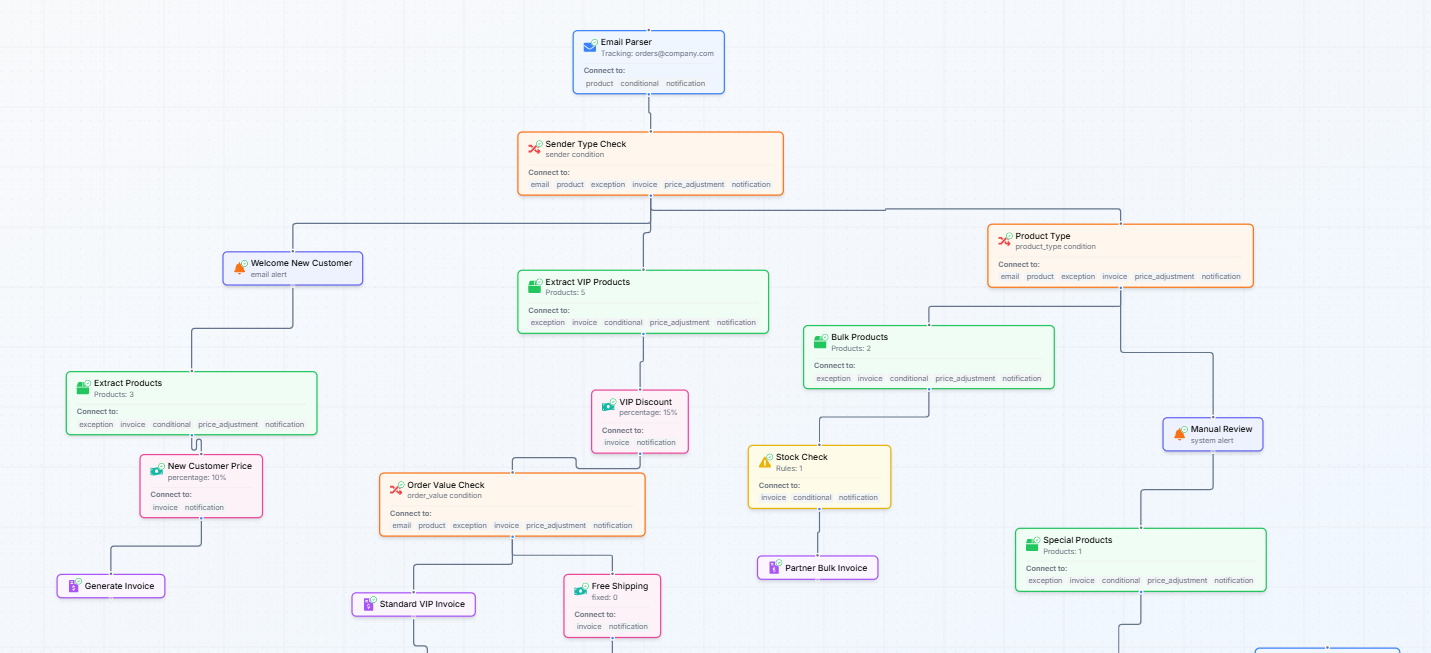 Email Parser
Tracking: orders@company.com
Connect to:
product conditional notification
Sender Type Check
sender condition
Connect to:
email product exception invoice price_adjustment notification
Welcome New Customer
email alert
Extract VIP Products
Products: 5
Connect to:
exception invoice conditional price_adjustment notification
Product Type
product_type condition
Connect to:
email product exception invoice price_adjustment notification
Bulk Products
Products: 2
Connect to:
exception invoice conditional price_adjustment notification
Extract Products
Products: 3
Connect to:
exception invoice conditional price_adjustment notification
VIP Discount
percentage: 15%
Connect to:
invoice notification
Manual Review
system alert
New Customer Price
percentage: 10%
Connect to:
invoice notification
Order Value Check
order_value condition
Connect to:
email product exception invoice price_adjustment notification
Stock Check
Rules: 1
Connect to:
invoice conditional notification
Special Products
Products: 1
Connect to:
exception invoice conditional price_adjustment notification
Generate Invoice
Standard VIP Invoice
Free Shipping
fixed: 0
Connect to:
invoice notification
Partner Bulk Invoice